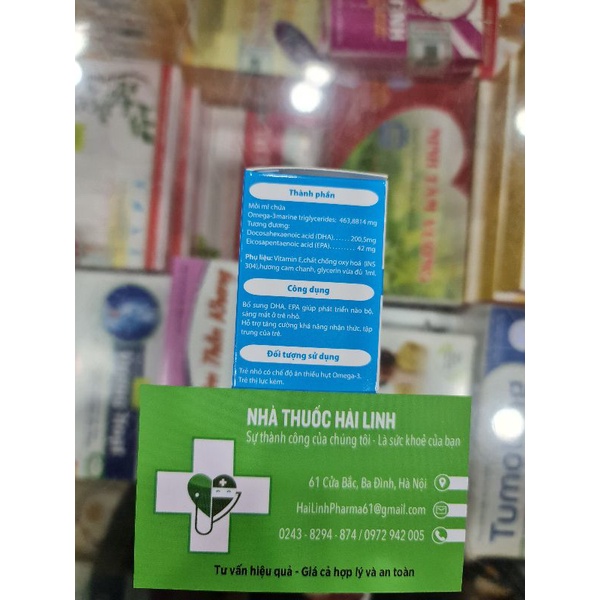 Thành phần
Mỗi ml chứa
Omega-3marine triglycerides: 463,8814 mg
Tương đương:
Docosahexaenoic acid (DHA)...... 200,5mg
Eicosapentaenoic acid (EPA)......... 42 mg
Phụ liệu: Vitamin E,chất chống oxy hoá (INS
304),hương cam chanh, glycerin vừa đủ 1ml.
Công dụng
Bổ sung DHA, EPA giúp phát triển não bộ,
sáng mắt ở trẻ nhỏ.
Hỗ trợ tăng cường khả năng nhận thức, tập
trung của trẻ.
Đối tượng sử dụng
Trẻ nhỏ có chế độ ăn thiếu hụt Omega-3.
Trẻ thị lực kém.
NHÀ THUỐC HẢI LINH
Sự thành công của chúng tôi - Là sức khoẻ của bạn
61 Cửa Bắc, Ba Đình, Hà Nội
HaiLinhPharma61@gmail.com
0243 - 8294 - 874 / 0972 942 005
Tư vấn hiệu quả - Giá cả hợp lý và an toàn